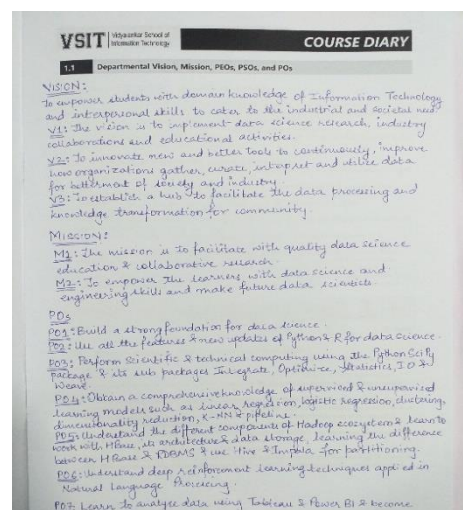 VSIT
Vidyalankar School of
Information Technology
COURSE DIARY
1.1 Departmental Vision, Mission, PEOs, PSOs, and POs
VISION:
To empower students with domain knowledge of Information Technology
and interpersonal skills to cater to the industrial and societal need
V1: The vision is to implement data science research, industry
collaborations and educational activities.
V2: To innovate new and better tools to continuously, improve
how organizations gather, curate, interpret and utilize data
for betterment of society and industry.
V3: To establish a hub to facilitate the data processing and
knowledge transformation for community.
MISSION:
M1: The mission is to facilitate with quality data science
education & collaborative research.
M2: To empower the learners with data science and
engineering skills and make future data scientists.
POs
PO1: Build a strong foundation for data science.
PO2: Use all the features & new updates of Python & R for data science.
PO3: Perform Scientific & technical computing using the Python SciPy
package & its sub packages Integrate, Optimize, Statistics, IO &
Weave.
PO4: Obtain a comprehensive knowledge of supervised & unsupervised
learning models such as linear regression, logistic regression, clustering,
dimensionality reduction, K-NN & pipeline.
PO5: Understand the different components of Hadoop ecosystem & learn to
work with HBase, its architecture & data storage, learning the difference
between HBase & RDBMS & use Hive & Impala for partitioning.
PO6: Understand deep reinforcement learning techniques applied in
Natural Language Processing.
PO7: Learn to analyze data using Tableau & Power BI & become